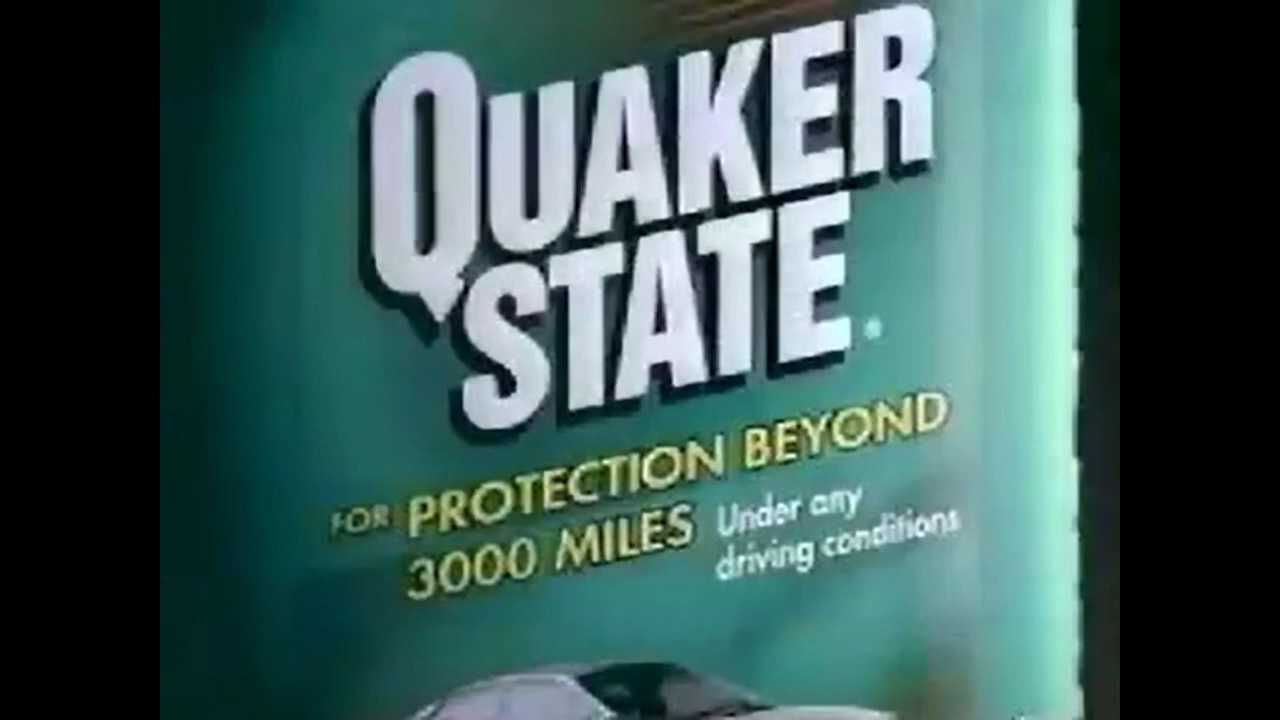 QUAKER
STATE®
FOR PROTECTION BEYOND
3000 MILES Under any
driving conditions